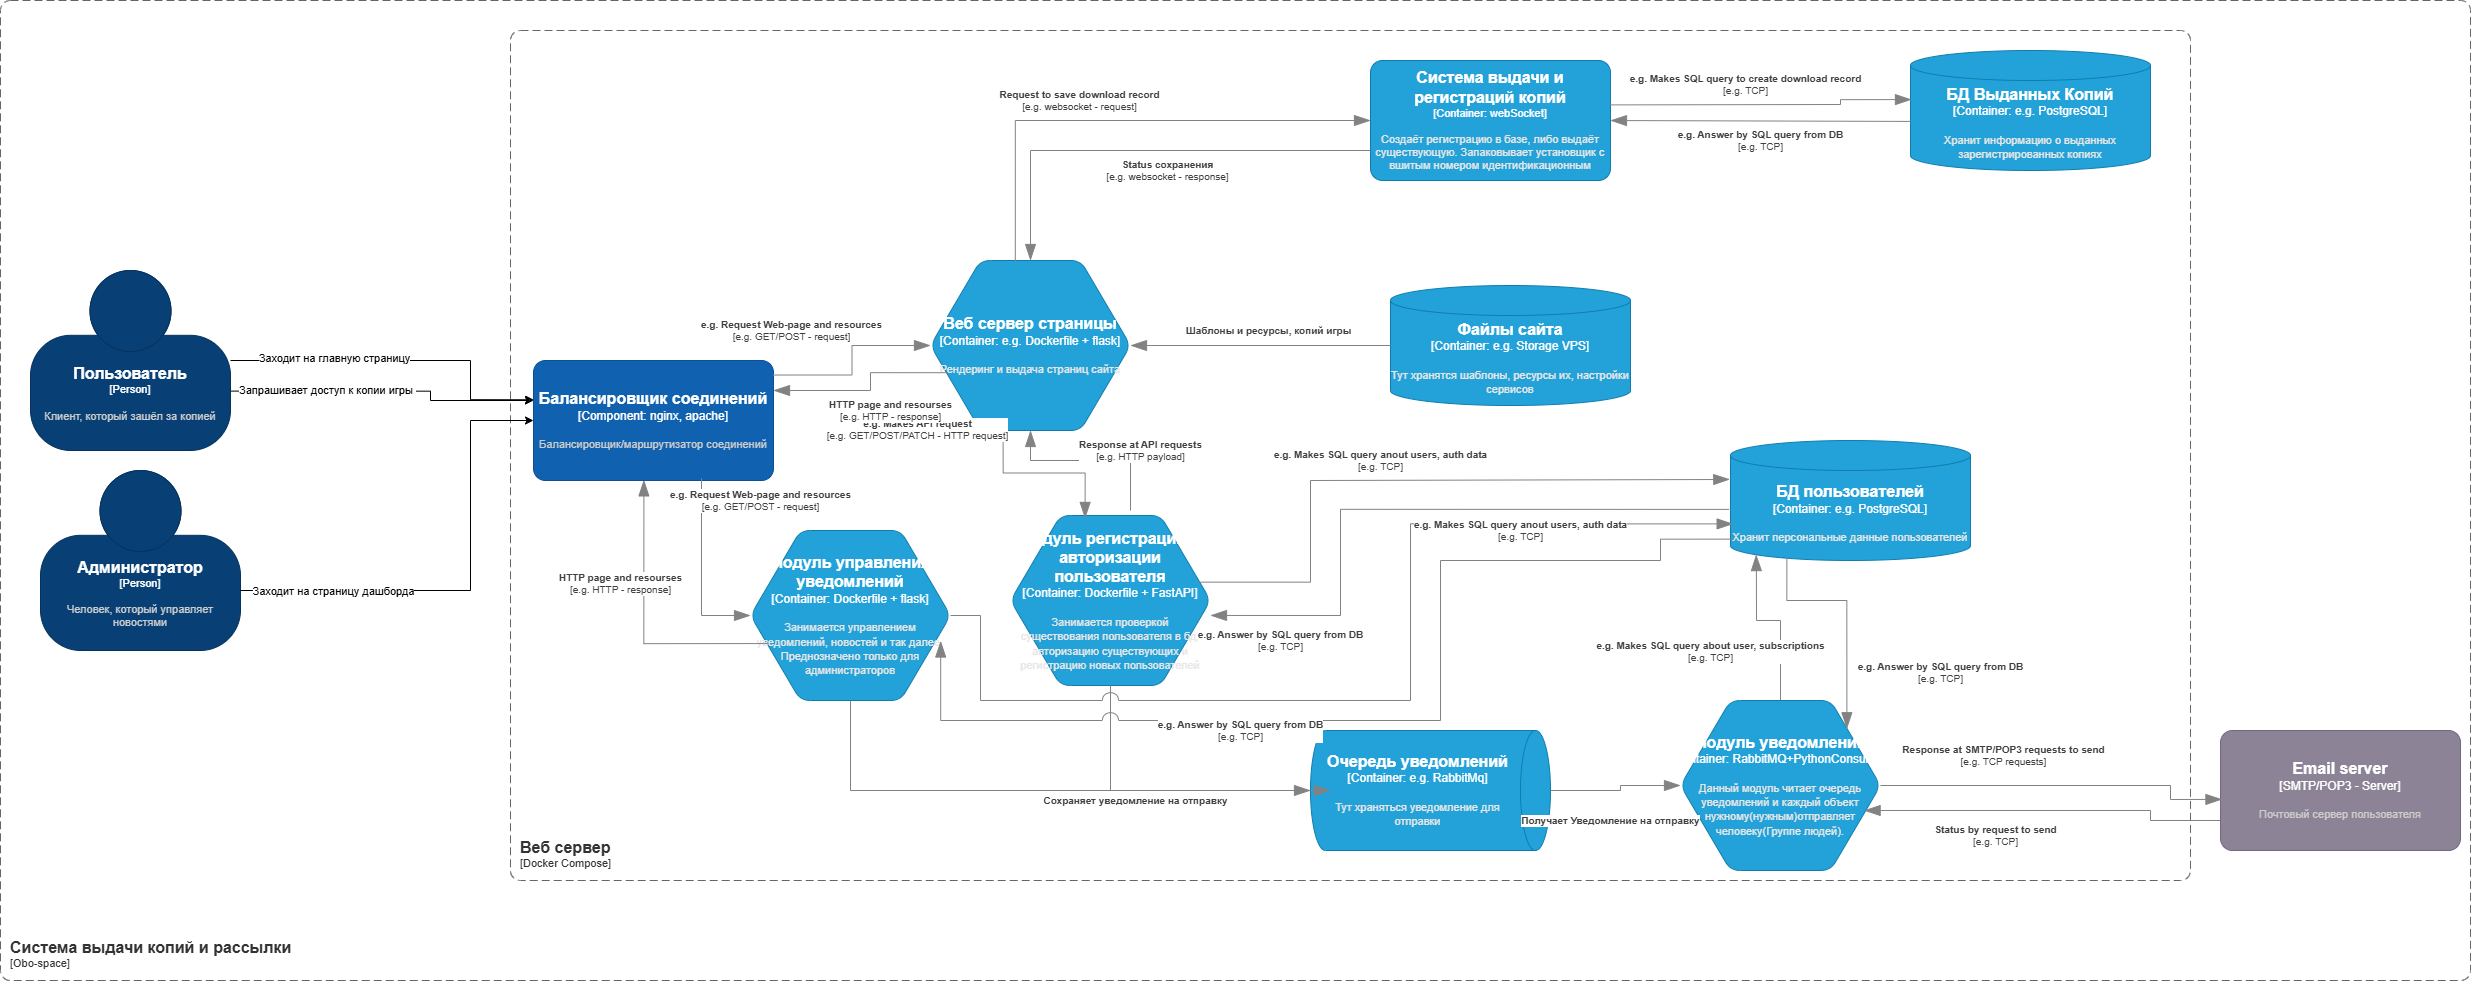 Система выдачи и
регистраций копий
[Container: webSocket]
Создаёт регистрацию в базе, либо выдаёт
существующую. Запаковывает установщик с
вшитым номером идентификационным
e.g. Makes SQL query to create download record
[e.g. TCP]
e.g. Answer by SQL query from DB
[e.g. TCP]
БД Выданных Копий
[Container: e.g. PostgreSQL]
Хранит информацию о выданных
зарегистрированных копиях
Request to save download record
[e.g. websocket - request]
Status сохранения
[e.g. websocket - response]
Пользователь
[Person]
Клиент, который зашёл за копией
Заходит на главную страницу
Запрашивает доступ к копии игры
Администратор
[Person]
Человек, который управляет
новостями
Заходит на страницу дашборда
Балансировщик соединений
[Component: nginx, apache]
Балансировщик/маршрутизатор соединений
e.g. Request Web-page and resources
[e.g. GET/POST - request]
HTTP page and resourses
[e.g. HTTP - response]
e.g. Makes API request
[e.g. GET/POST/PATCH - HTTP request]
Веб сервер страницы
[Container: e.g. Dockerfile + flask]
Рендеринг и выдача страниц сайта
Шаблоны и ресурсы, копий игры
Файлы сайта
[Container: e.g. Storage VPS]
Тут хранятся шаблоны, ресурсы их, настройки
сервисов
Response at API requests
[e.g. HTTP payload]
e.g. Request Web-page and resources
[e.g. GET/POST - request]
HTTP page and resourses
[e.g. HTTP - response]
одуль управлени
уведомлений
[Container: Dockerfile + flask]
Занимается управлением
уведомлений, новостей и так далее
Преднозначено только для
администраторов
дуль регистраци
авторизации
пользователя
[Container: Dockerfile + FastAPI]
Занимается проверкой
существования пользователя в б
авторизацию существующих и
регистрацию новых пользователей
e.g. Makes SQL query anout users, auth data
[e.g. TCP]
e.g. Makes SQL query anout users, auth data
[e.g. TCP]
e.g. Answer by SQL query from DB
[e.g. TCP]
e.g. Answer by SQL query from DB
[e.g. TCP]
БД пользователей
[Container: e.g. PostgreSQL]
Хранит персональные данные пользователей
e.g. Makes SQL query about user, subscriptions
[e.g. TCP]
e.g. Answer by SQL query from DB
[e.g. TCP]
Сохраняет уведомление на отправку
Очередь уведомлений
[Container: e.g. RabbitMq]
Тут храняться уведомление для
отправки
Получает Уведомление на отправку
одуль уведомлени
tainer: RabbitMQ+PythonConsu
Данный модуль читает очередь
уведомлений и каждый объект
нужному(нужным)отправляет
человеку(Группе людей).
Response at SMTP/POP3 requests to send
[e.g. TCP requests]
Status by request to send
[e.g. TCP]
Email server
[SMTP/POP3 - Server]
Почтовый сервер пользователя
Веб сервер
[Docker Compose]
Система выдачи копий и рассылки
[Obo-space]